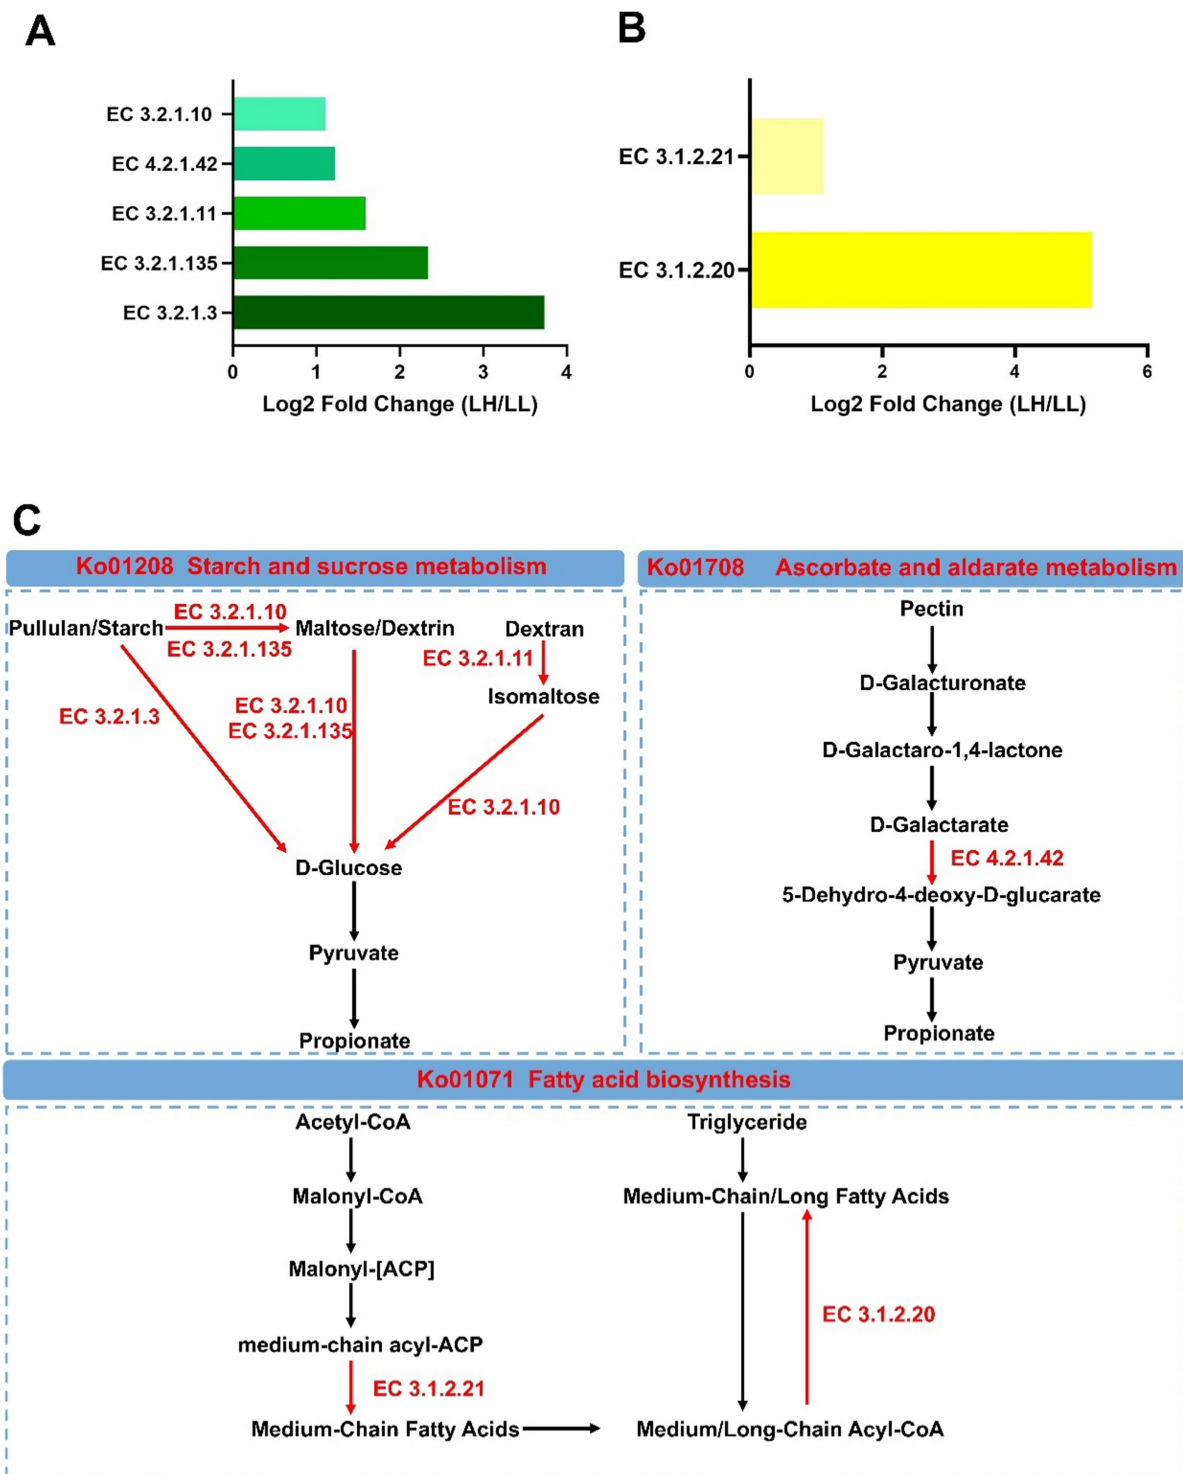 A
EC 3.2.1.10
EC 4.2.1.42
EC 3.2.1.11
EC 3.2.1.135
EC 3.2.1.3
0 1 2 3 4
Log2 Fold Change (LH/LL)
B
EC 3.1.2.21
EC 3.1.2.20
0 2 4 6
Log2 Fold Change (LH/LL)
C
Ko01208 Starch and sucrose metabolism
EC 3.2.1.10
Pullulan/Starch Maltose/Dextrin Dextran
EC 3.2.1.135
EC 3.2.1.11
Isomaltose
EC 3.2.1.3
EC 3.2.1.10
EC 3.2.1.135
EC 3.2.1.10
D-Glucose
Pyruvate
Propionate
Ko01708 Ascorbate and aldarate metabolism
Pectin
D-Galacturonate
D-Galactaro-1,4-lactone
D-Galactarate
EC 4.2.1.42
5-Dehydro-4-deoxy-D-glucarate
Pyruvate
Propionate
Ko01071 Fatty acid biosynthesis
Acetyl-CoA
Malonyl-CoA
Malonyl-[ACP]
medium-chain acyl-ACP
EC 3.1.2.21
Medium-Chain Fatty Acids
Triglyceride
Medium-Chain/Long Fatty Acids
EC 3.1.2.20
Medium/Long-Chain Acyl-CoA